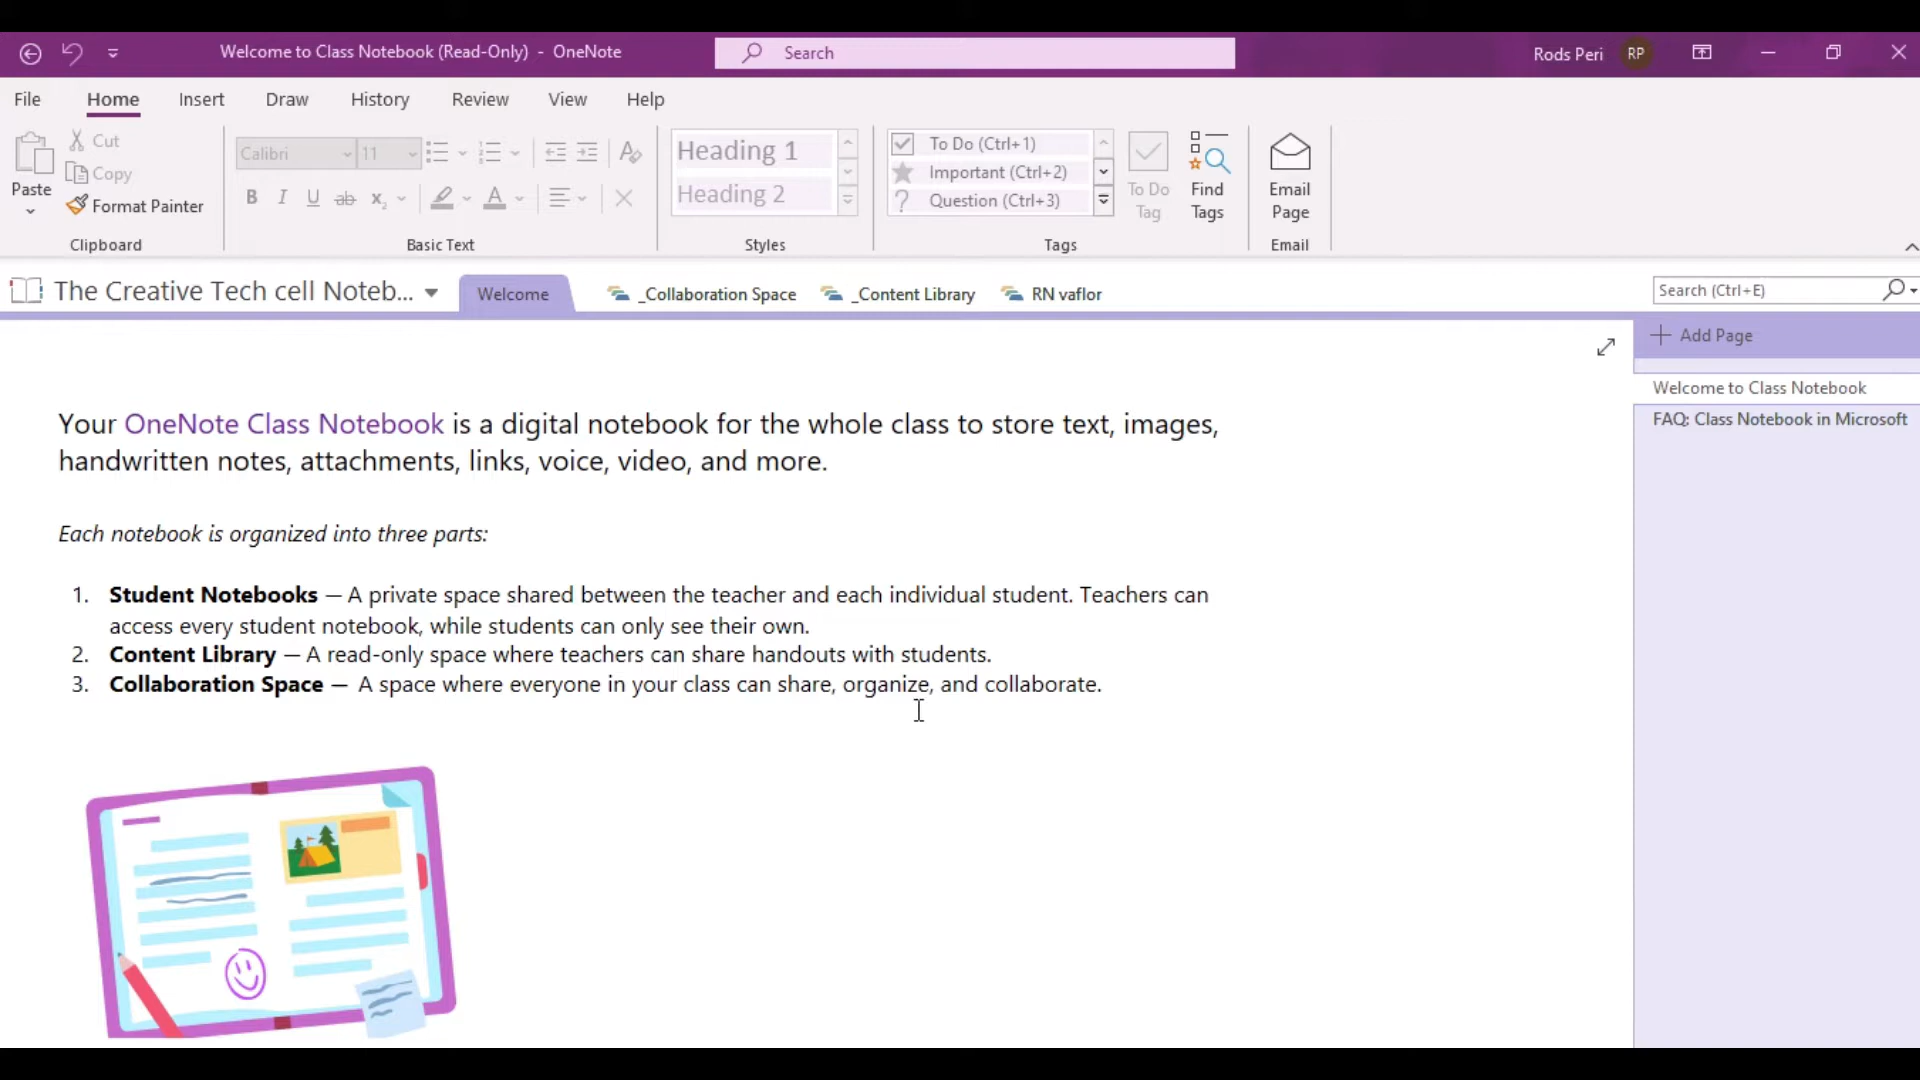 Welcome to Class Notebook (Read-Only) - OneNote
Search
Rods Peri
RP
File
Home
Insert
Draw
History
Review
View
Help
Paste
Cut
Copy
Format Painter
Clipboard
Calibri
11
B I U ab x₂
A
Basic Text
Heading 1
Heading 2
Styles
To Do (Ctrl+1)
Important (Ctrl+2)
? Question (Ctrl+3)
To Do
Tag
Find
Tags
Tags
Email
Page
Email
The Creative Tech cell Noteb...
Welcome
_Collaboration Space
_Content Library
RN vaflor
Search (Ctrl+E)
Add Page
Welcome to Class Notebook
FAQ: Class Notebook in Microsoft
Your OneNote Class Notebook is a digital notebook for the whole class to store text, images,
handwritten notes, attachments, links, voice, video, and more.
Each notebook is organized into three parts:
1. Student Notebooks — A private space shared between the teacher and each individual student. Teachers can
access every student notebook, while students can only see their own.
2. Content Library — A read-only space where teachers can share handouts with students.
3. Collaboration Space — A space where everyone in your class can share, organize, and collaborate.